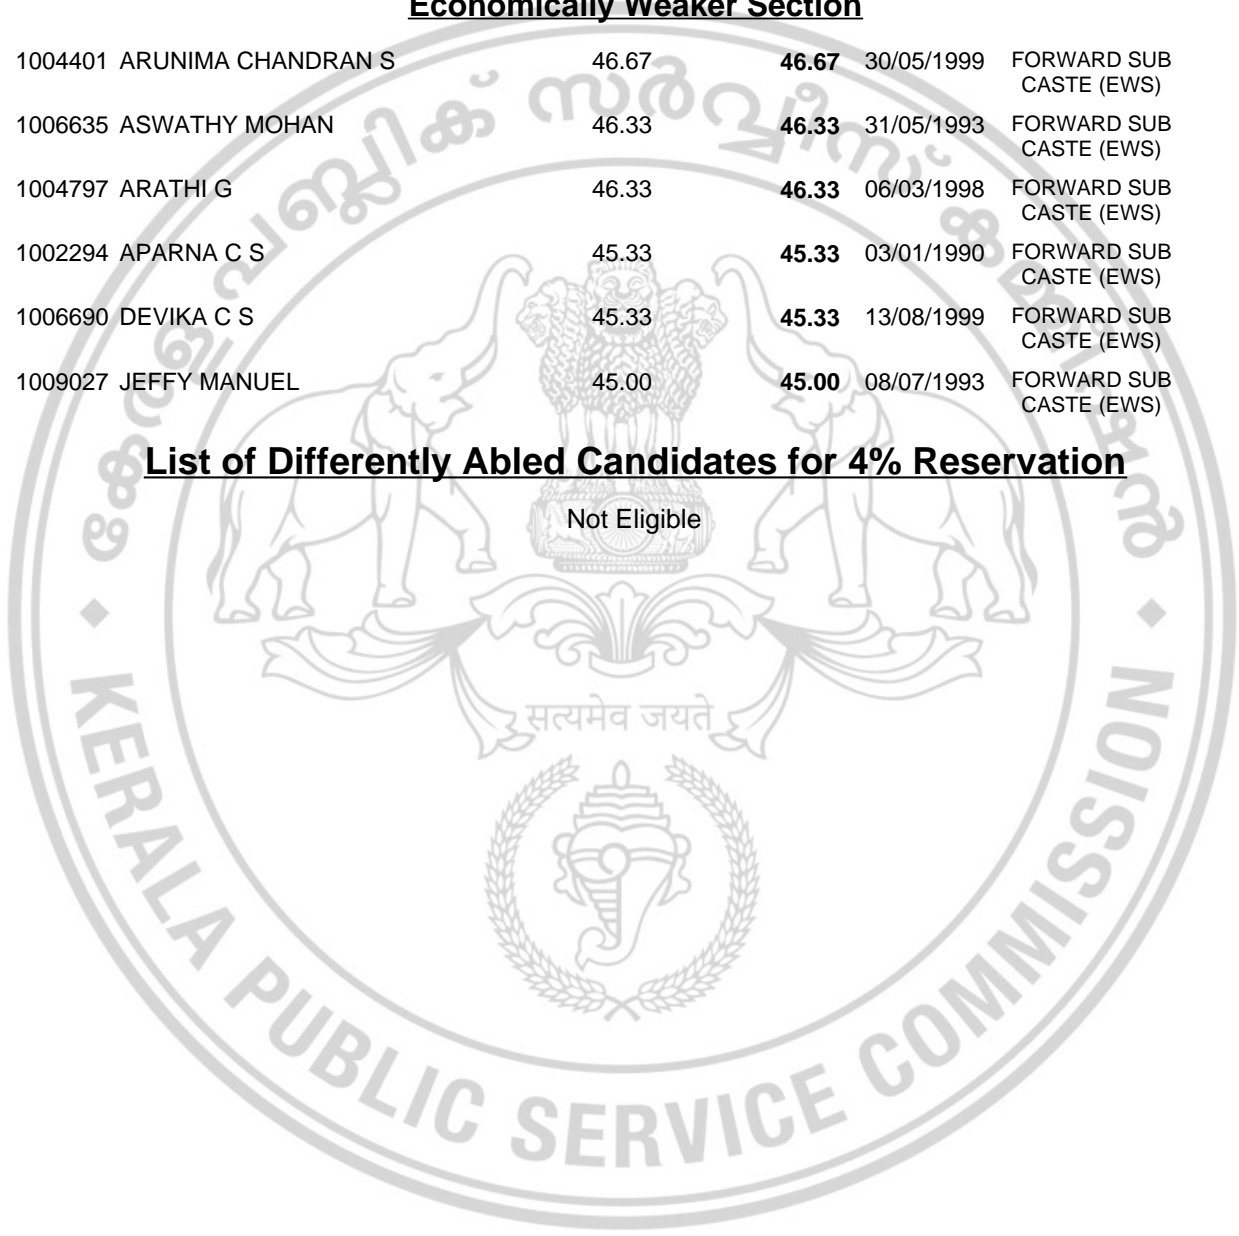 Economically Weaker Section
1004401 ARUNIMA CHANDRAN S 46.67 46.67 30/05/1999 FORWARD SUB
CASTE (EWS)
1006635 ASWATHY MOHAN 46.33 46.33 31/05/1993 FORWARD SUB
CASTE (EWS)
1004797 ARATHI G 46.33 46.33 06/03/1998 FORWARD SUB
CASTE (EWS)
1002294 APARNA C S 45.33 45.33 03/01/1990 FORWARD SUB
CASTE (EWS)
1006690 DEVIKA C S 45.33 45.33 13/08/1999 FORWARD SUB
CASTE (EWS)
1009027 JEFFY MANUEL 45.00 45.00 08/07/1993 FORWARD SUB
CASTE (EWS)
List of Differently Abled Candidates for 4% Reservation
Not Eligible
കേരള പബ്ലിക് സർവ്വീസ് കമ്മീഷൻ
सत्यमेव जयते
KERALA PUBLIC SERVICE COMMISSION